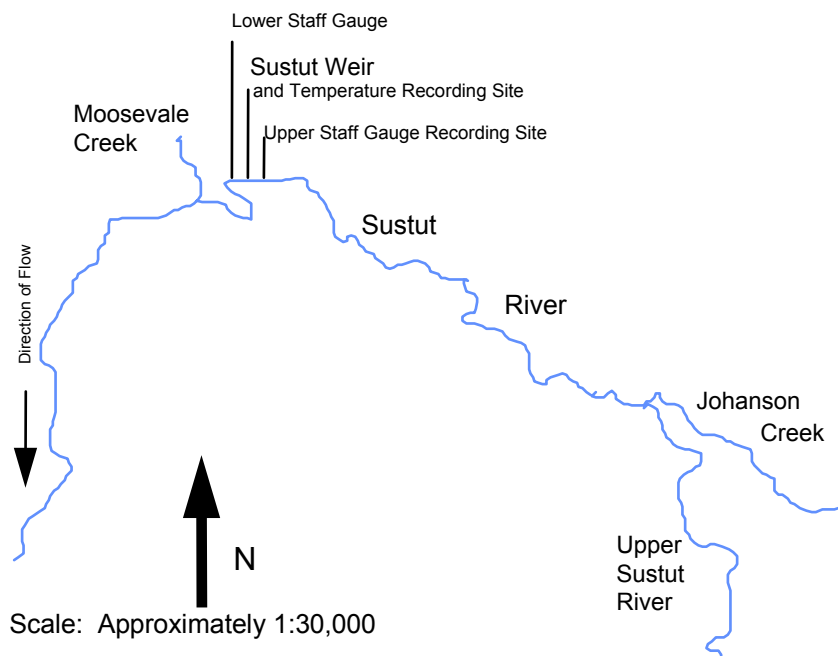 Lower Staff Gauge
Sustut Weir
and Temperature Recording Site
Upper Staff Gauge Recording Site
Moosevale
Creek
Sustut
River
Direction of Flow
Johanson
Creek
Upper
Sustut
River
N
Scale: Approximately 1:30,000